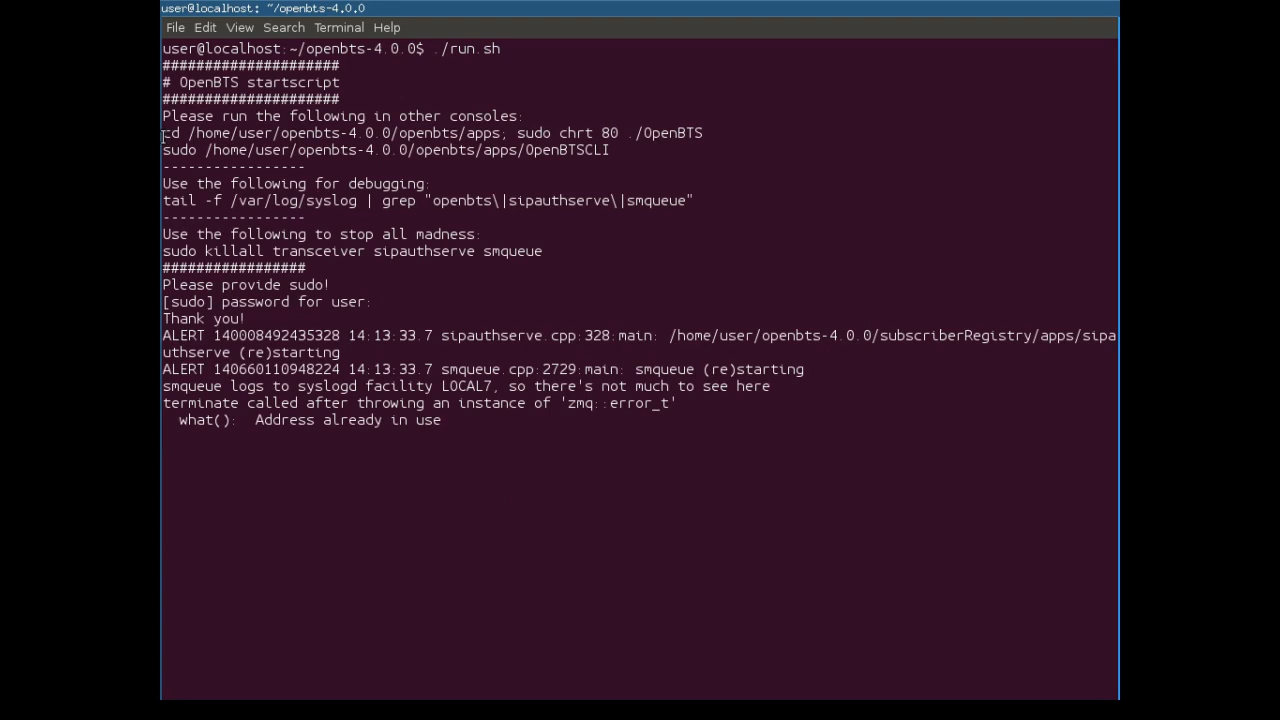 user@localhost: ~/openbts-4.0.0
File Edit View Search Terminal Help
user@localhost:~/openbts-4.0.0$ ./run.sh
#####################
# OpenBTS startscript
#####################
Please run the following in other consoles:
cd /home/user/openbts-4.0.0/openbts/apps; sudo chrt 80 ./OpenBTS
sudo /home/user/openbts-4.0.0/openbts/apps/OpenBTSCLI
-----------------
Use the following for debugging:
tail -f /var/log/syslog | grep "openbts\|sipauthserve\|smqueue"
-----------------
Use the following to stop all madness:
sudo killall transceiver sipauthserve smqueue
#################
Please provide sudo!
[sudo] password for user:
Thank you!
ALERT 140008492435328 14:13:33.7 sipauthserve.cpp:328:main: /home/user/openbts-4.0.0/subscriberRegistry/apps/sipa
uthserve (re)starting
ALERT 140660110948224 14:13:33.7 smqueue.cpp:2729:main: smqueue (re)starting
smqueue logs to syslogd facility LOCAL7, so there's not much to see here
terminate called after throwing an instance of 'zmq::error_t'
  what():  Address already in use